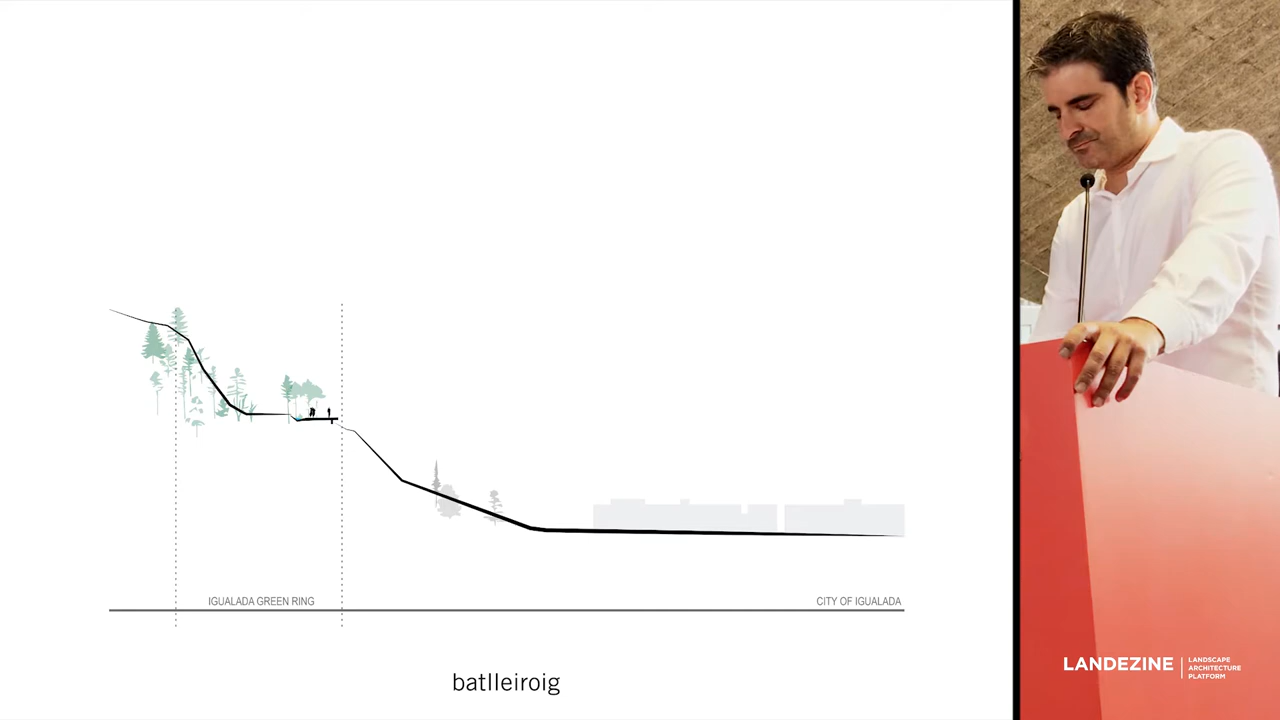 IGUALADA GREEN RING
CITY OF IGUALADA
batlleiroig
LANDEZINE
LANDSCAPE
ARCHITECTURE
PLATFORM